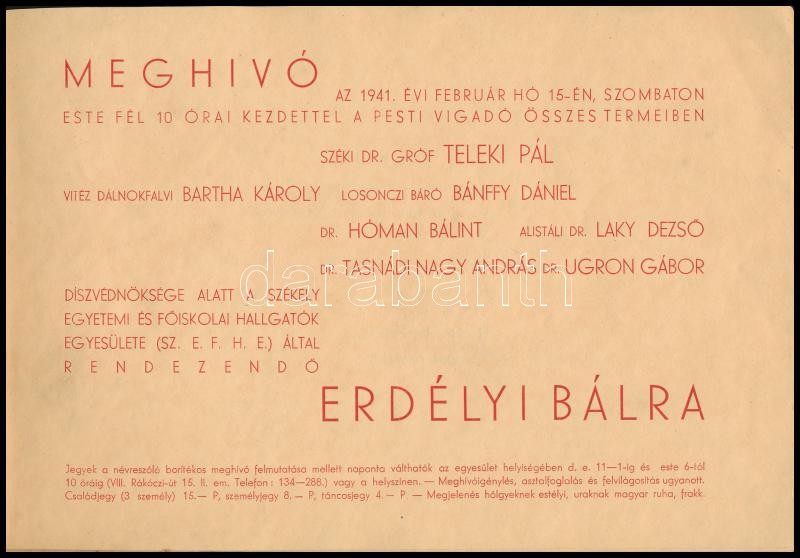 MEGHIVÓ
AZ 1941. ÉVI FEBRUÁR HÓ 15-ÉN, SZOMBATON
ESTE FÉL 10 ÓRAI KEZDETTEL A PESTI VIGADÓ ÖSSZES TERMEIBEN
SZÉKI DR. GRÓF TELEKI PÁL
VITÉZ DÁLNOKFALVI BARTHA KÁROLY LOSONCZI BÁRÓ BÁNFFY DÁNIEL
DR. HÓMAN BÁLINT ALISTÁLI DR. LAKY DEZSŐ
DR. TASNÁDI NAGY ANDRÁS DR. UGRON GÁBOR
darabanth
DÍSZVÉDNÖKSÉGE ALATT A SZÉKELY
EGYETEMI ÉS FŐISKOLAI HALLGATÓK
EGYESÜLETE (SZ. E. F. H. E.) ÁLTAL
RENDEZENDŐ
ERDÉLYI BÁLRA
Jegyek a névreszóló borítékos meghívó felmutatása mellett naponta válthatók az egyesület helyiségében d. e. 11—1-ig és este 6-tól
10 óráig (VIII. Rákóczi-út 15. II. em. Telefon: 134—288.) vagy a helyszínen. — Meghívóigénylés, asztalfoglalás és felvilágosítás ugyanott.
Családjegy (3 személy) 15.— P, személyjegy 8.— P, táncosjegy 4.— P. — Megjelenés hölgyeknek estélyi, uraknak magyar ruha, frakk.